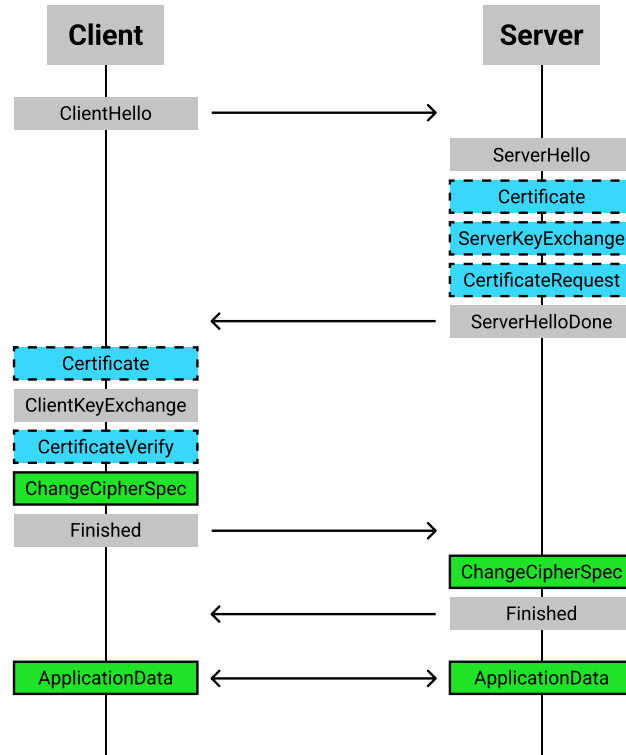 Client
Server
ClientHello
ServerHello
Certificate
ServerKeyExchange
CertificateRequest
ServerHelloDone
Certificate
ClientKeyExchange
CertificateVerify
ChangeCipherSpec
Finished
ChangeCipherSpec
Finished
ApplicationData
ApplicationData